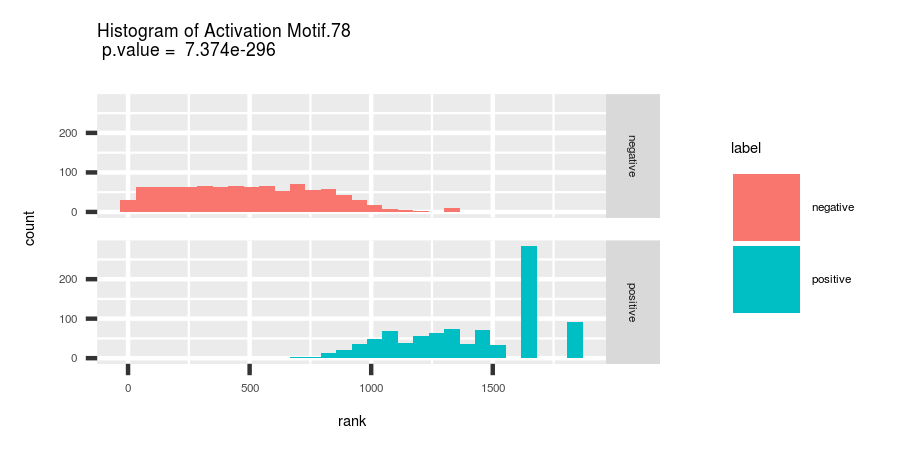 Histogram of Activation Motif.78
p.value =  7.374e-296
count
200
100
0
negative
200
100
0
positive
0
500
1000
1500
rank
label
negative
positive